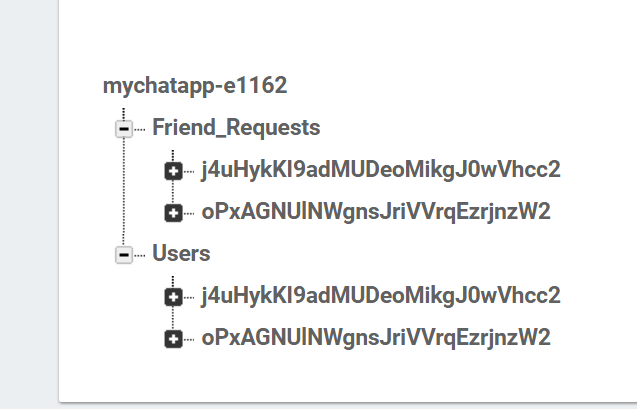 mychatapp-e1162
Friend_Requests
j4uHykKI9adMUDeoMikgJ0wVhcc2
oPxAGNUlNWgnsJriVVrqEzrjnzW2
Users
j4uHykKI9adMUDeoMikgJ0wVhcc2
oPxAGNUlNWgnsJriVVrqEzrjnzW2